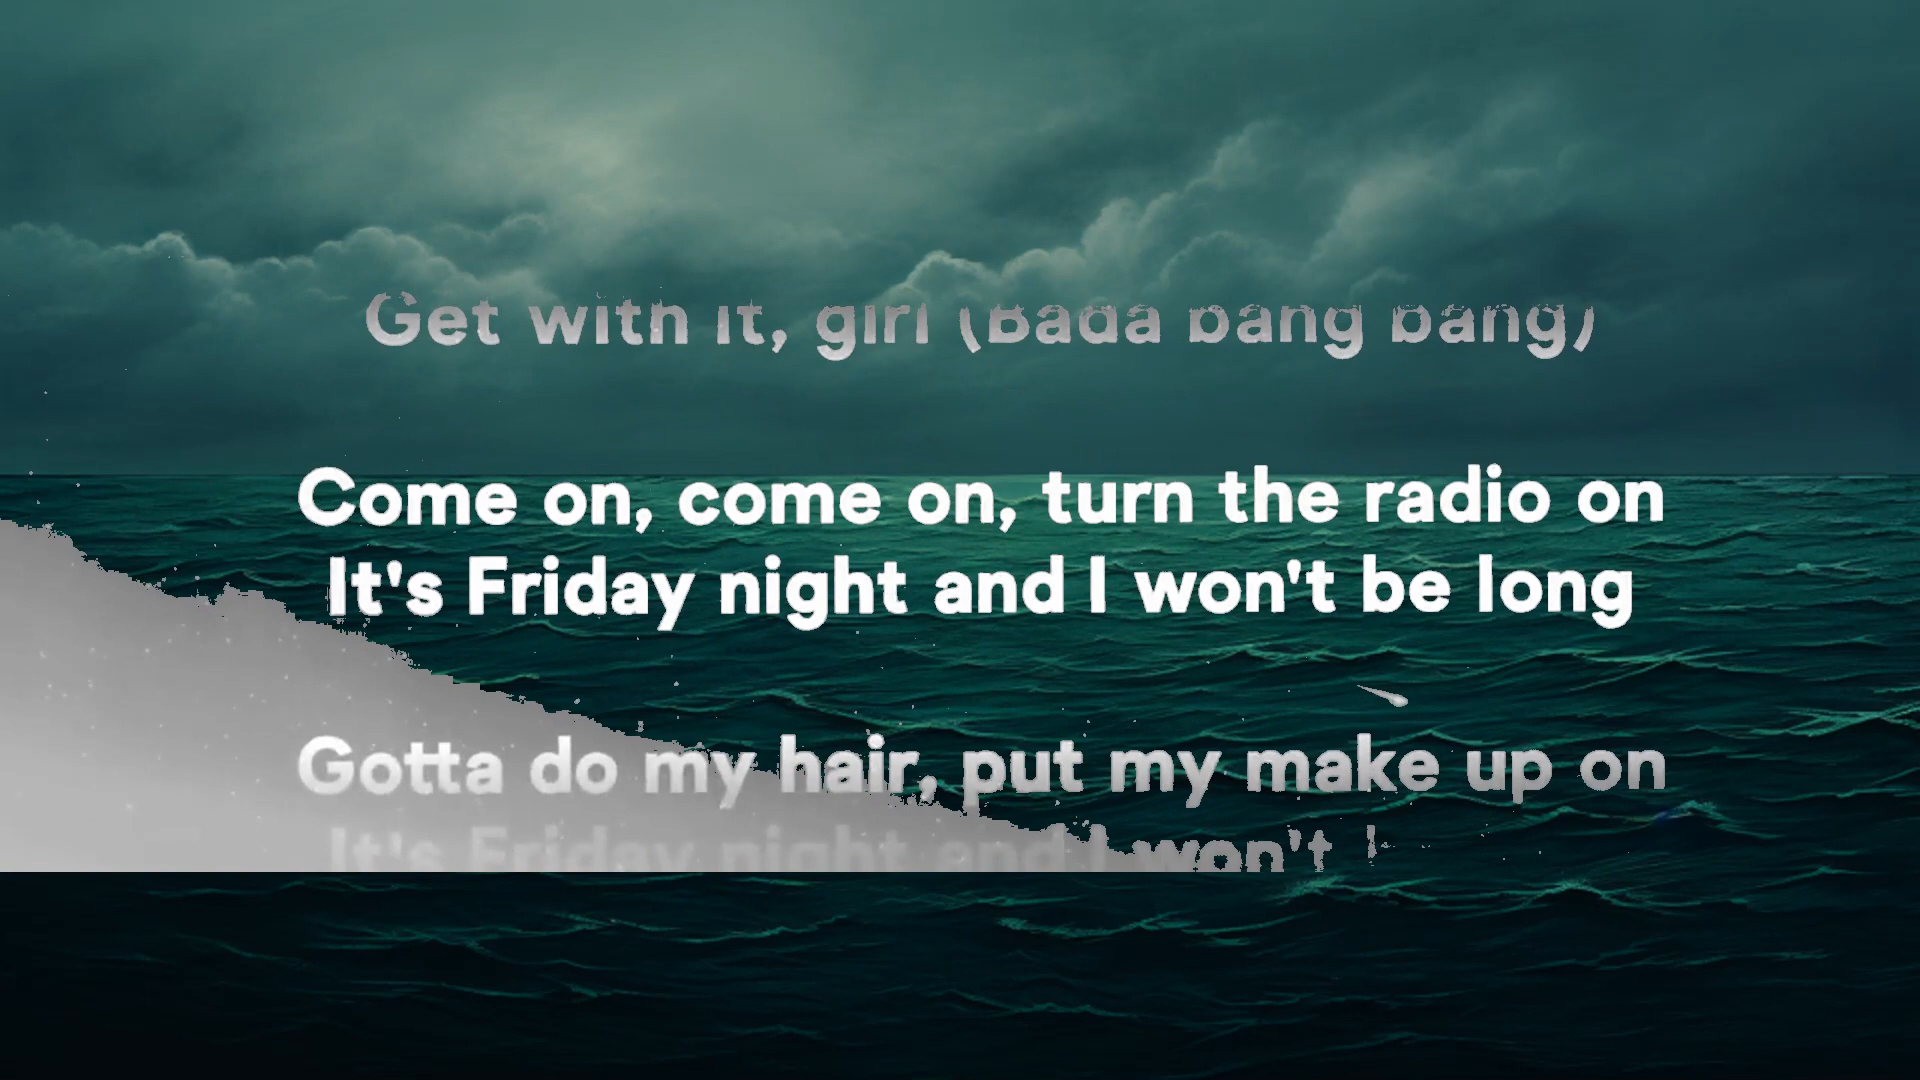 Get with it, girl (Bada bang bang)
Come on, come on, turn the radio on
It's Friday night and I won't be long
Gotta do my hair, put my make up on
It's Friday night and I won't